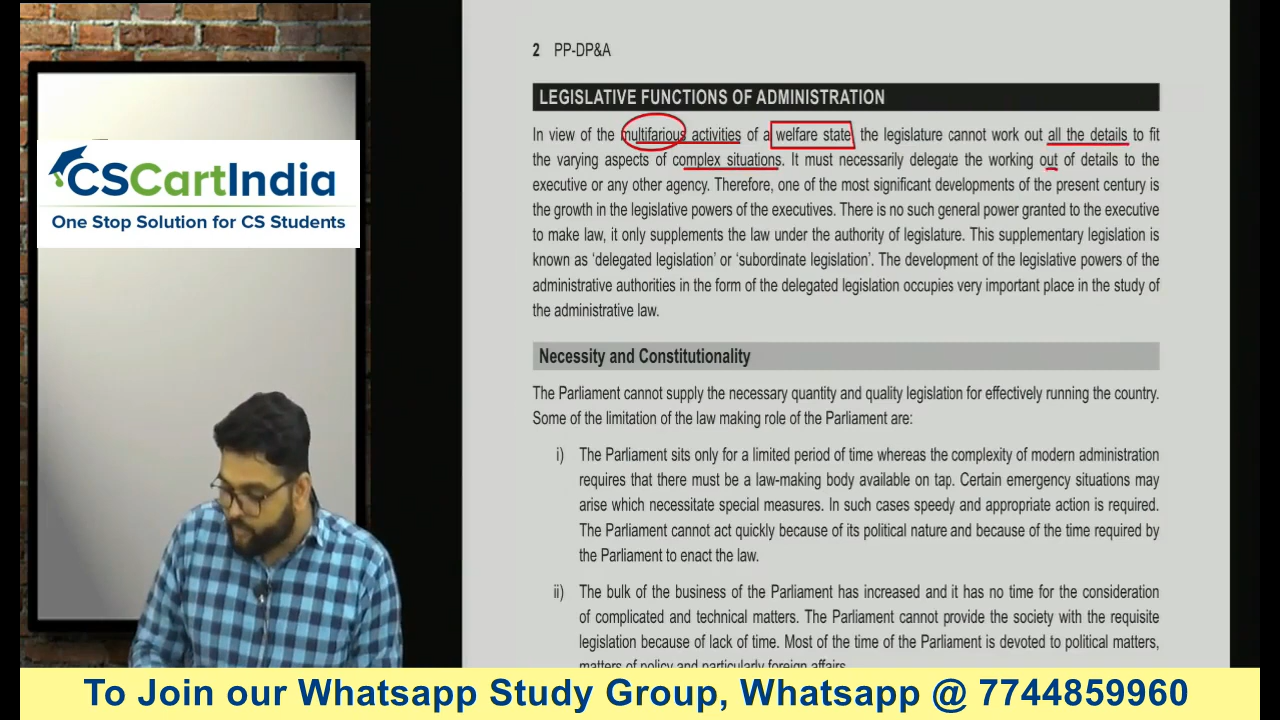 CSCartIndia
One Stop Solution for CS Students
2 PP-DP&A
LEGISLATIVE FUNCTIONS OF ADMINISTRATION
In view of the multifarious activities of a welfare state, the legislature cannot work out all the details to fit
the varying aspects of complex situations. It must necessarily delegate the working out of details to the
executive or any other agency. Therefore, one of the most significant developments of the present century is
the growth in the legislative powers of the executives. There is no such general power granted to the executive
to make law, it only supplements the law under the authority of legislature. This supplementary legislation is
known as ‘delegated legislation’ or ‘subordinate legislation’. The development of the legislative powers of the
administrative authorities in the form of the delegated legislation occupies very important place in the study of
the administrative law.
Necessity and Constitutionality
The Parliament cannot supply the necessary quantity and quality legislation for effectively running the country.
Some of the limitation of the law making role of the Parliament are:
i) The Parliament sits only for a limited period of time whereas the complexity of modern administration
requires that there must be a law-making body available on tap. Certain emergency situations may
arise which necessitate special measures. In such cases speedy and appropriate action is required.
The Parliament cannot act quickly because of its political nature and because of the time required by
the Parliament to enact the law.
ii) The bulk of the business of the Parliament has increased and it has no time for the consideration
of complicated and technical matters. The Parliament cannot provide the society with the requisite
legislation because of lack of time. Most of the time of the Parliament is devoted to political matters,
matters of policy and particularly foreign affairs.
To Join our Whatsapp Study Group, Whatsapp @ 7744859960